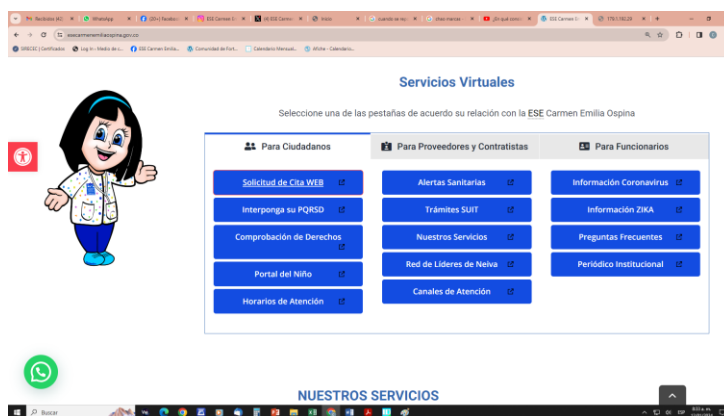 esecarmenemiliaospina.gov.co
Servicios Virtuales
Seleccione una de las pestañas de acuerdo su relación con la ESE Carmen Emilia Ospina
Para Ciudadanos
Para Proveedores y Contratistas
Para Funcionarios
Solicitud de Cita WEB
Alertas Sanitarias
Información Coronavirus
Interponga su PQRSD
Trámites SUIT
Información ZIKA
Comprobación de Derechos
Nuestros Servicios
Preguntas Frecuentes
Portal del Niño
Red de Líderes de Neiva
Periódico Institucional
Horarios de Atención
Canales de Atención
NUESTROS SERVICIOS
Buscar